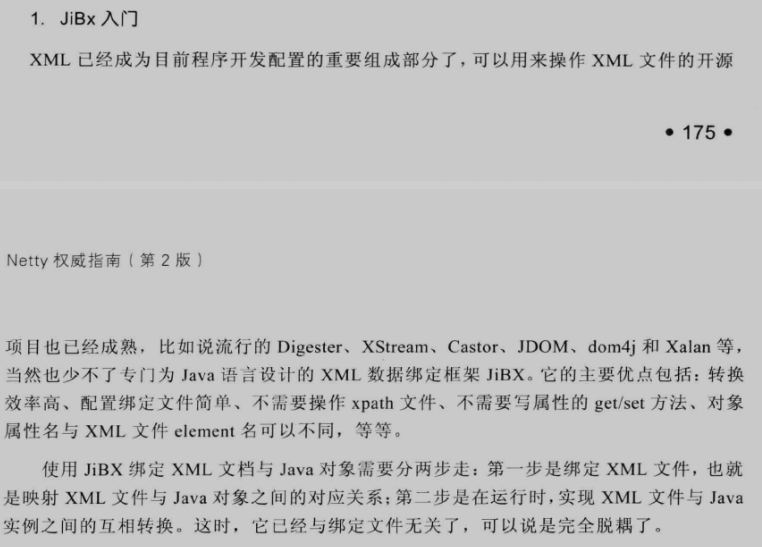 1. JiBx 入门
XML 已经成为目前程序开发配置的重要组成部分了，可以用来操作 XML 文件的开源
• 175 •
Netty 权威指南（第 2 版）
项目也已经成熟，比如说流行的 Digester、XStream、Castor、JDOM、dom4j 和 Xalan 等，
当然也少不了专门为 Java 语言设计的 XML 数据绑定框架 JiBX。它的主要优点包括：转换
效率高、配置绑定文件简单、不需要操作 xpath 文件、不需要写属性的 get/set 方法、对象
属性名与 XML 文件 element 名可以不同，等等。
使用 JiBX 绑定 XML 文档与 Java 对象需要分两步走：第一步是绑定 XML 文件，也就
是映射 XML 文件与 Java 对象之间的对应关系；第二步是在运行时，实现 XML 文件与 Java
实例之间的互相转换。这时，它已经与绑定文件无关了，可以说是完全脱耦了。